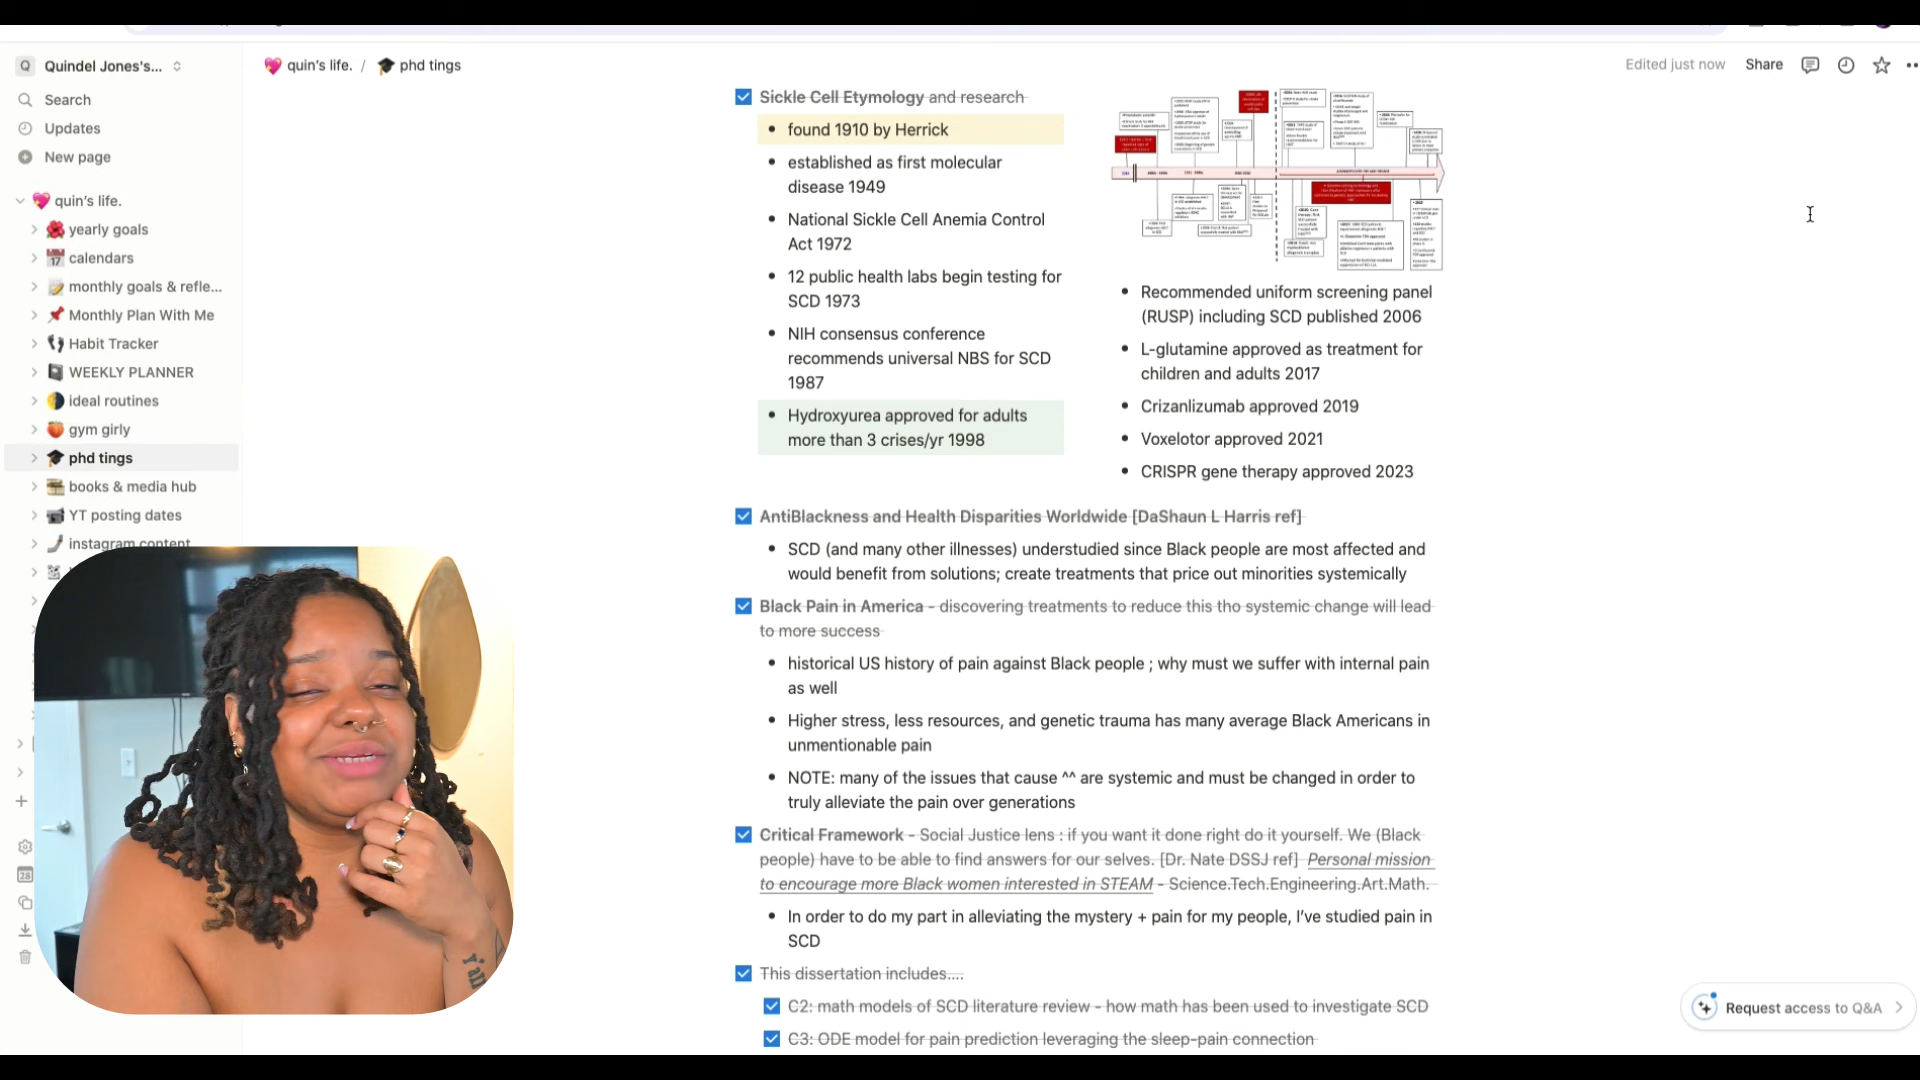 Q Quindel Jones's...
quin's life. / phd tings
Edited just now Share
Search
Updates
New page
quin's life.
yearly goals
17 calendars
monthly goals & refle...
Monthly Plan With Me
Habit Tracker
WEEKLY PLANNER
ideal routines
gym girly
phd tings
books & media hub
YT posting dates
instagram content
28
Sickle Cell Etymology and research
• found 1910 by Herrick
• established as first molecular
disease 1949
• National Sickle Cell Anemia Control
Act 1972
• 12 public health labs begin testing for
SCD 1973
• NIH consensus conference
recommends universal NBS for SCD
1987
• Hydroxyurea approved for adults
more than 3 crises/yr 1998
• Recommended uniform screening panel
(RUSP) including SCD published 2006
• L-glutamine approved as treatment for
children and adults 2017
• Crizanlizumab approved 2019
• Voxelotor approved 2021
• CRISPR gene therapy approved 2023
AntiBlackness and Health Disparities Worldwide [DaShaun L Harris ref]
• SCD (and many other illnesses) understudied since Black people are most affected and
would benefit from solutions; create treatments that price out minorities systemically
Black Pain in America - discovering treatments to reduce this tho systemic change will lead
to more success
• historical US history of pain against Black people ; why must we suffer with internal pain
as well
• Higher stress, less resources, and genetic trauma has many average Black Americans in
unmentionable pain
• NOTE: many of the issues that cause ^^ are systemic and must be changed in order to
truly alleviate the pain over generations
Critical Framework - Social Justice lens : if you want it done right do it yourself. We (Black
people) have to be able to find answers for our selves. [Dr. Nate DSSJ ref] Personal mission
to encourage more Black women interested in STEAM - Science.Tech.Engineering.Art.Math.
• In order to do my part in alleviating the mystery + pain for my people, I've studied pain in
SCD
This dissertation includes....
C2: math models of SCD literature review - how math has been used to investigate SCD
C3: ODE model for pain prediction leveraging the sleep-pain connection
Request access to Q&A